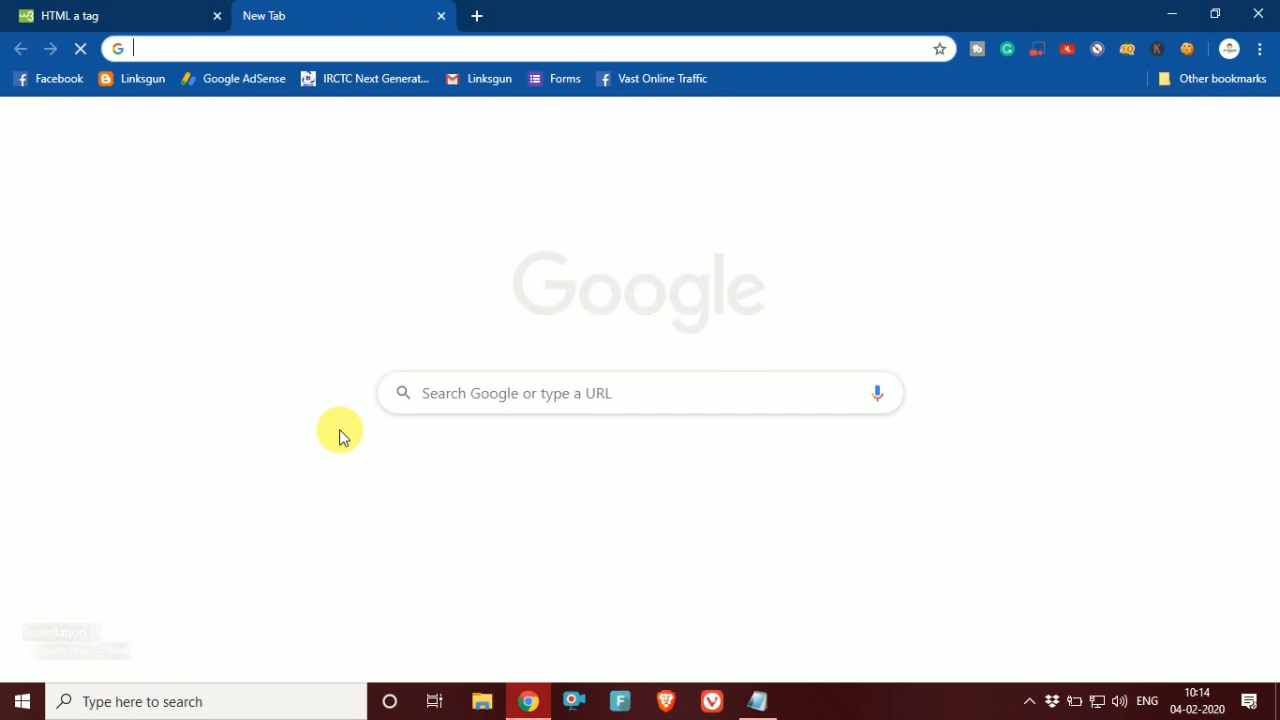 HTML a tag
New Tab
Facebook
Linksgun
Google AdSense
IRCTC Next Generat...
Linksgun
Forms
Vast Online Traffic
Other bookmarks
Google
Search Google or type a URL
Type here to search
ENG
10:14
04-02-2020